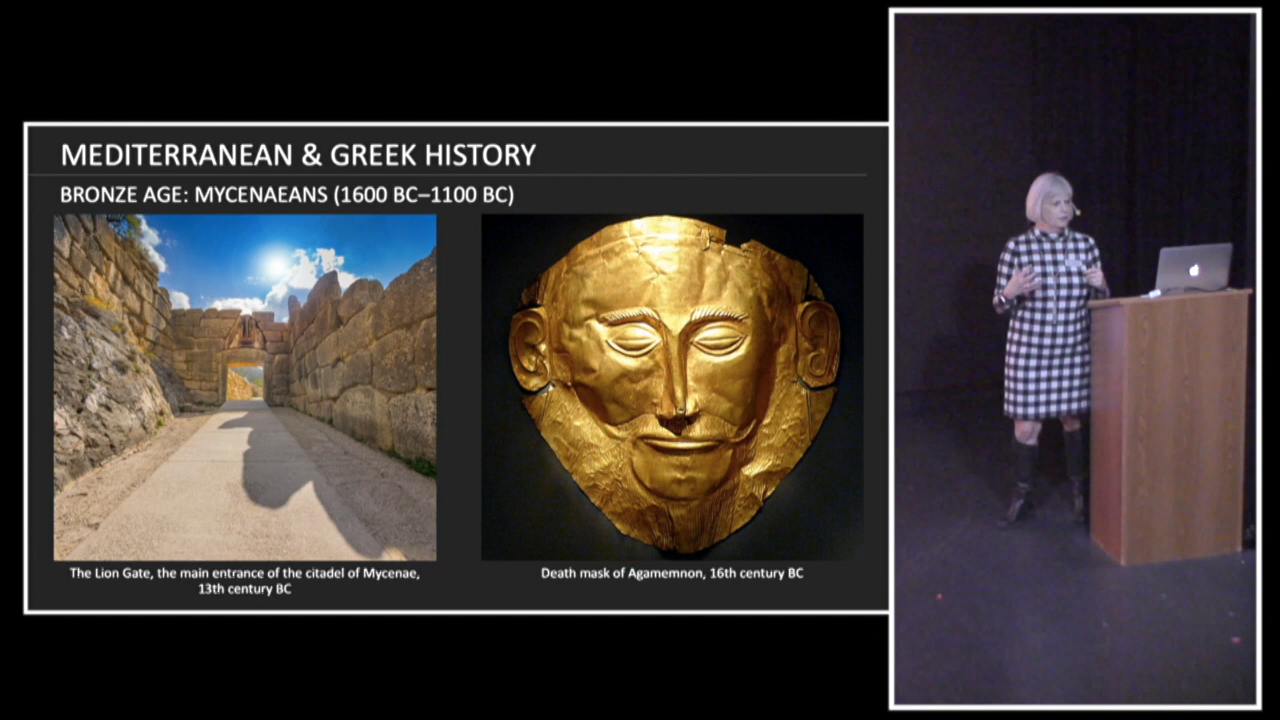 MEDITERRANEAN & GREEK HISTORY
BRONZE AGE: MYCENAEANS (1600 BC–1100 BC)
The Lion Gate, the main entrance of the citadel of Mycenae,
13th century BC
Death mask of Agamemnon, 16th century BC